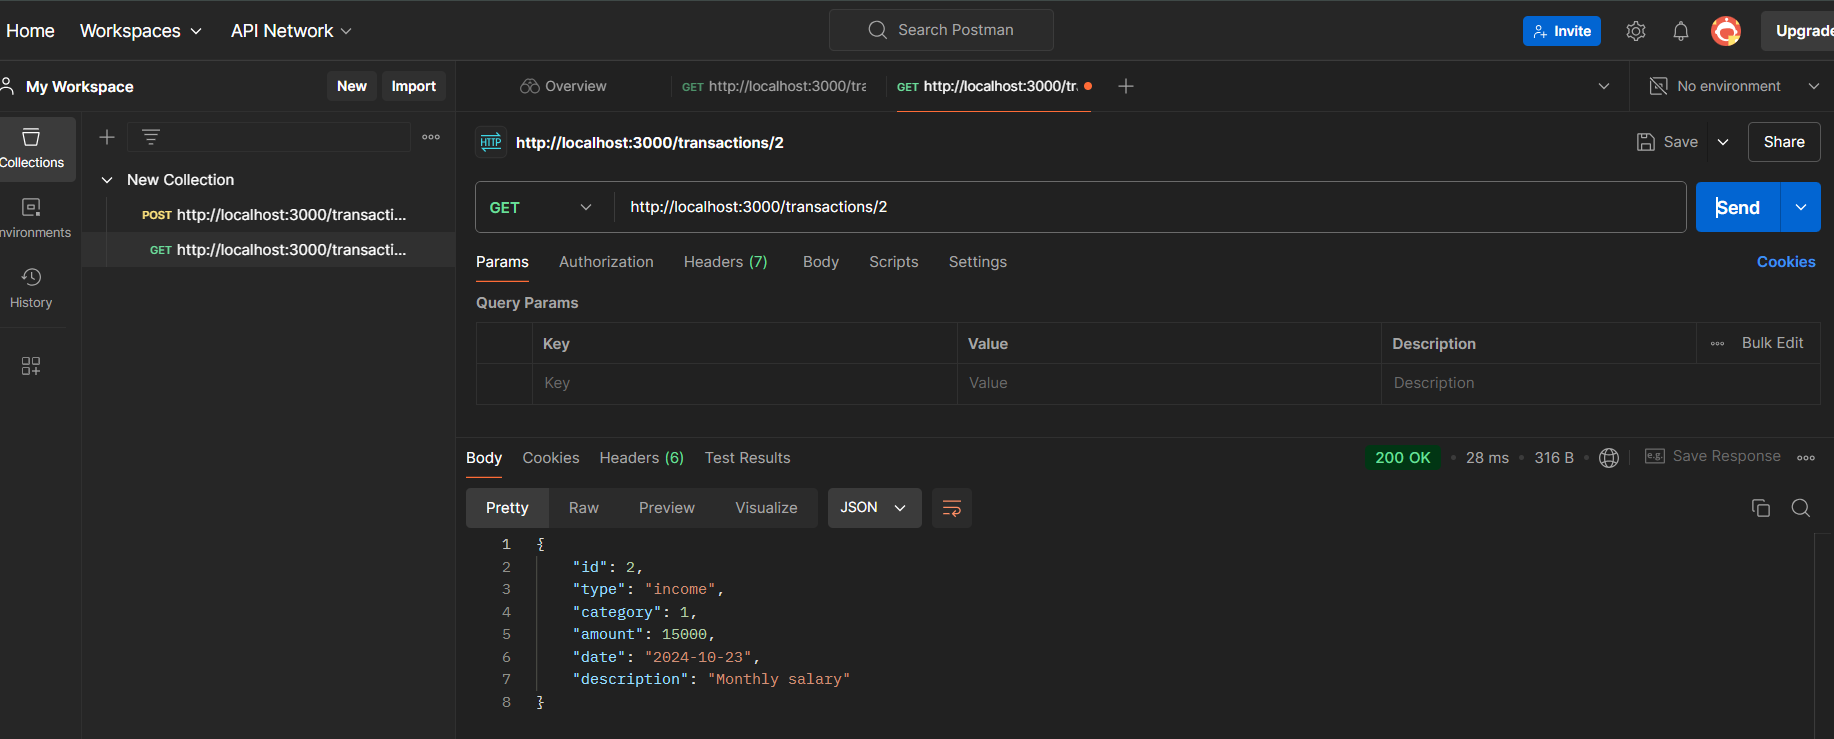 Home Workspaces API Network Search Postman Invite Upgrade
My Workspace New Import Overview GET http://localhost:3000/tra GET http://localhost:3000/tr. No environment
Collections
New Collection
POST http://localhost:3000/transacti...
GET http://localhost:3000/transacti...
nvironments
History
HTTP http://localhost:3000/transactions/2 Save Share
GET http://localhost:3000/transactions/2 Send
Params Authorization Headers (7) Body Scripts Settings Cookies
Query Params
Key Value Description Bulk Edit
Key Value Description
Body Cookies Headers (6) Test Results 200 OK • 28 ms • 316 B • e.g. Save Response
Pretty Raw Preview Visualize JSON
1 {
2 "id": 2,
3 "type": "income",
4 "category": 1,
5 "amount": 15000,
6 "date": "2024-10-23",
7 "description": "Monthly salary"
8 }